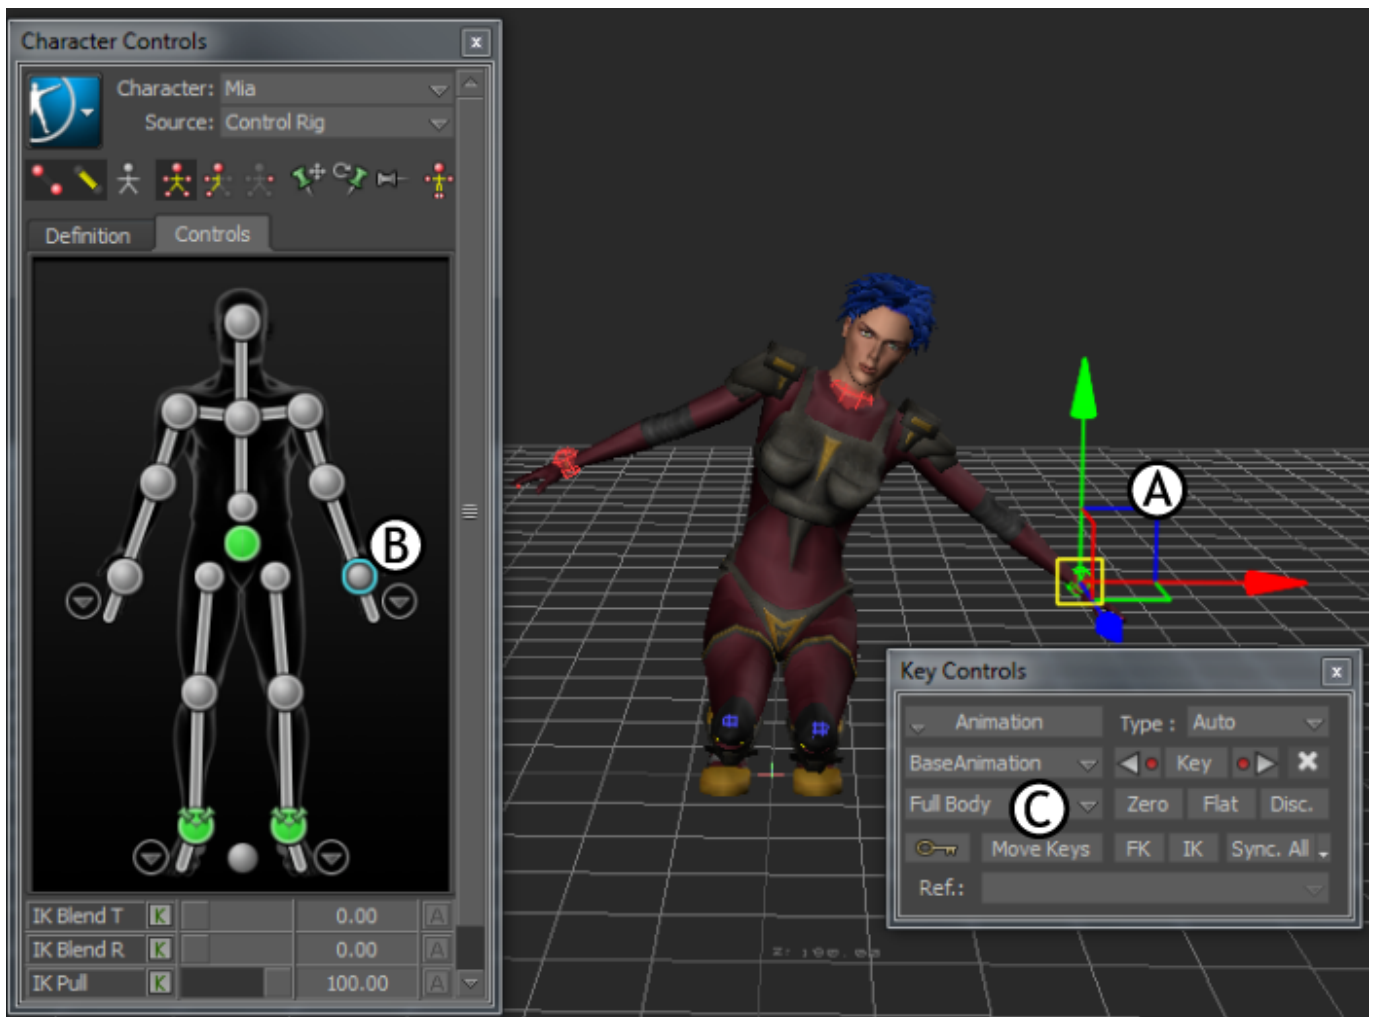 Character Controls
x
Character: Mia
Source: Control Rig
Definition
Controls
B
IK Blend T K 0.00 A
IK Blend R K 0.00 A
IK Pull K 100.00 A
A
Key Controls
x
Animation Type : Auto
BaseAnimation Key
Full Body C Zero Flat Disc.
Move Keys FK IK Sync. All
Ref.: